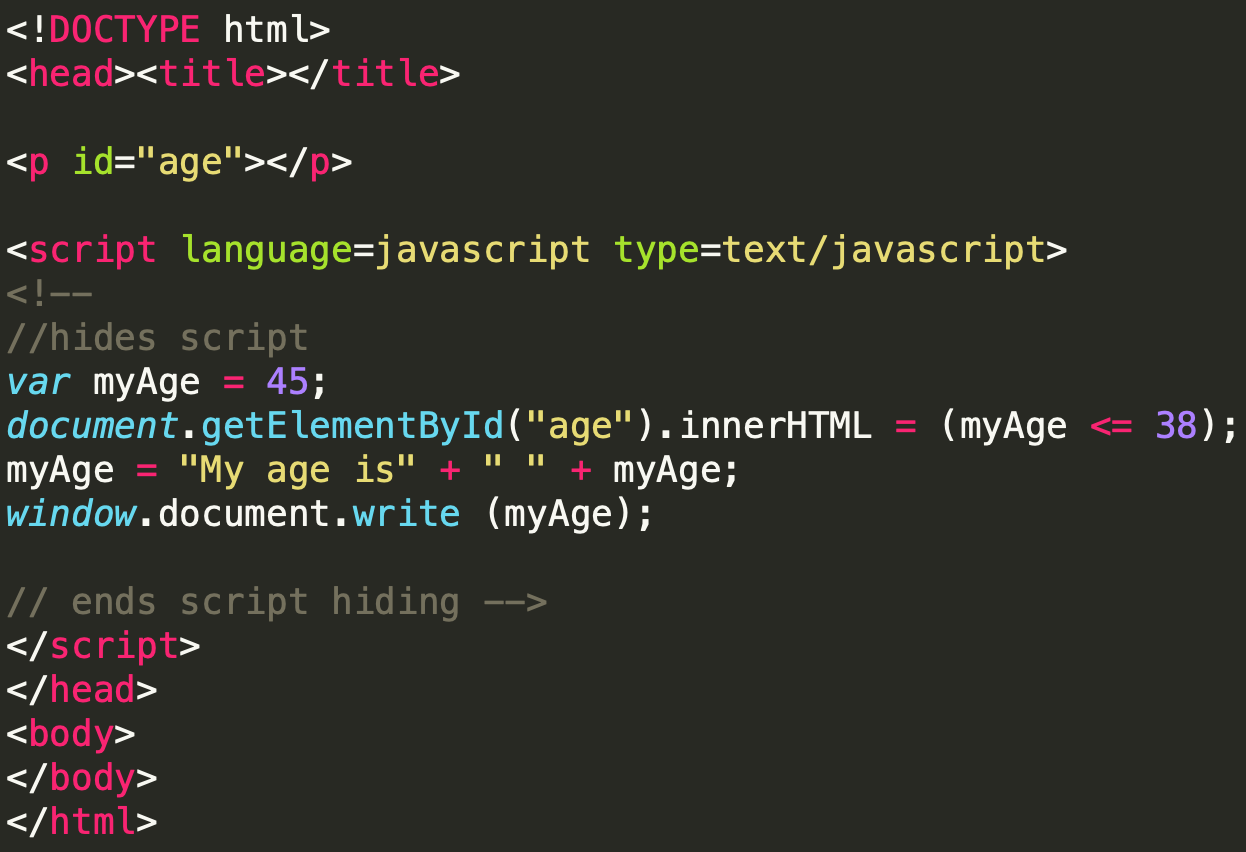 <!DOCTYPE html>
<head><title></title>
<p id="age"></p>
<script language=javascript type=text/javascript>
<!--
//hides script
var myAge = 45;
document.getElementById("age").innerHTML = (myAge <= 38);
myAge = "My age is" + " " + myAge;
window.document.write (myAge);
// ends script hiding -->
</script>
</head>
<body>
</body>
</html>